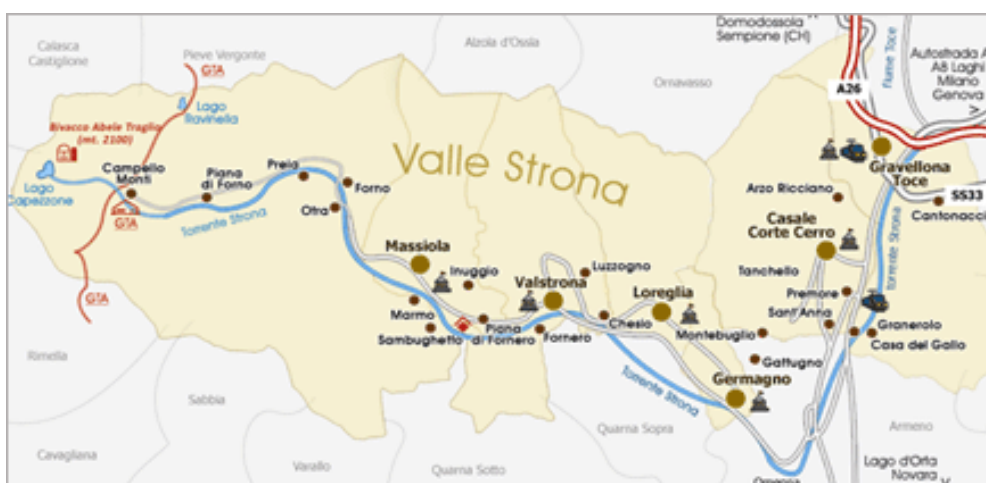 Domodossola
Sempione (CH)
Autostrada A
A8 Laghi
Milano
Genova
>
fiume Toce
A26
Calasca
Castiglione
Pieve Vergonte
GTA
Alzola d'Ossia
Ornavasso
Lago
Ravinella
Bivacco Abele Traglio
(mt. 2100)
Valle Strona
Lago
Capezzone
Campello
Monti
Piana
di Forno
Preia
Forno
Otra
GTA
Torrente Strona
Gravellona
Toce
SS33
Cantonacci
Arzo Ricciano
Casale
Corte Cerro
torrente Strona
Massiola
Inuggio
Valstrona
Luzzogno
Loreglia
Tanchello
Premore
Sant'Anna
GTA
Marmo
Sambughetto
Piana
di Fornero
Fornero
Chesio
Montebuglio
Granerolo
Casa del Gallo
Gattugno
Germagno
Torrente Strona
Rimella
Sabbia
Cavagliana
Varallo
Quarna Sotto
Quarna Sopra
Armeno
Lago d'Orta
Novara